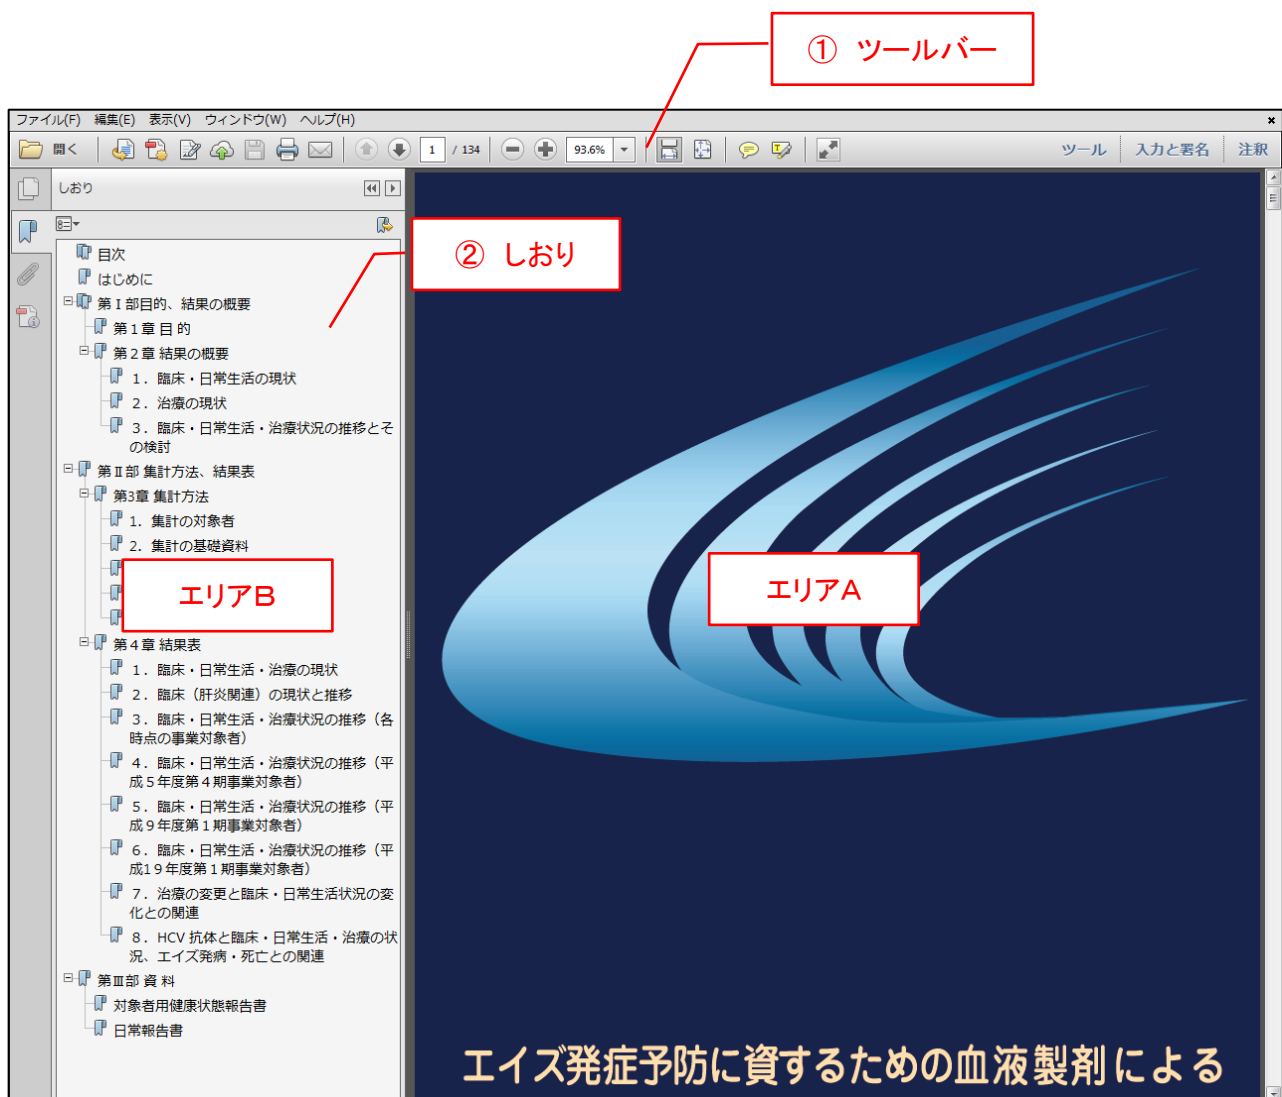 ① ツールバー
ファイル(F) 編集(E) 表示(V) ウィンドウ(W) ヘルプ(H)
開く 1 / 134 93.6% ツール 入力と署名 注釈
しおり
② しおり
目次
はじめに
第Ⅰ部目的、結果の概要
第1章 目 的
第2章 結果の概要
1．臨床・日常生活の現状
2．治療の現状
3．臨床・日常生活・治療状況の推移とそ
の検討
第Ⅱ部 集計方法、結果表
第3章 集計方法
1．集計の対象者
2．集計の基礎資料
エリアB
エリアA
第4章 結果表
1．臨床・日常生活・治療の現状
2．臨床（肝炎関連）の現状と推移
3．臨床・日常生活・治療状況の推移（各
時点の事業対象者）
4．臨床・日常生活・治療状況の推移（平
成5年度第4期事業対象者）
5．臨床・日常生活・治療状況の推移（平
成9年度第1期事業対象者）
6．臨床・日常生活・治療状況の推移（平
成19年度第1期事業対象者）
7．治療の変更と臨床・日常生活状況の変
化との関連
8．HCV 抗体と臨床・日常生活・治療の状
況、エイズ発病・死亡との関連
第Ⅲ部 資 料
対象者用健康状態報告書
日常報告書
エイズ発症予防に資するための血液製剤による